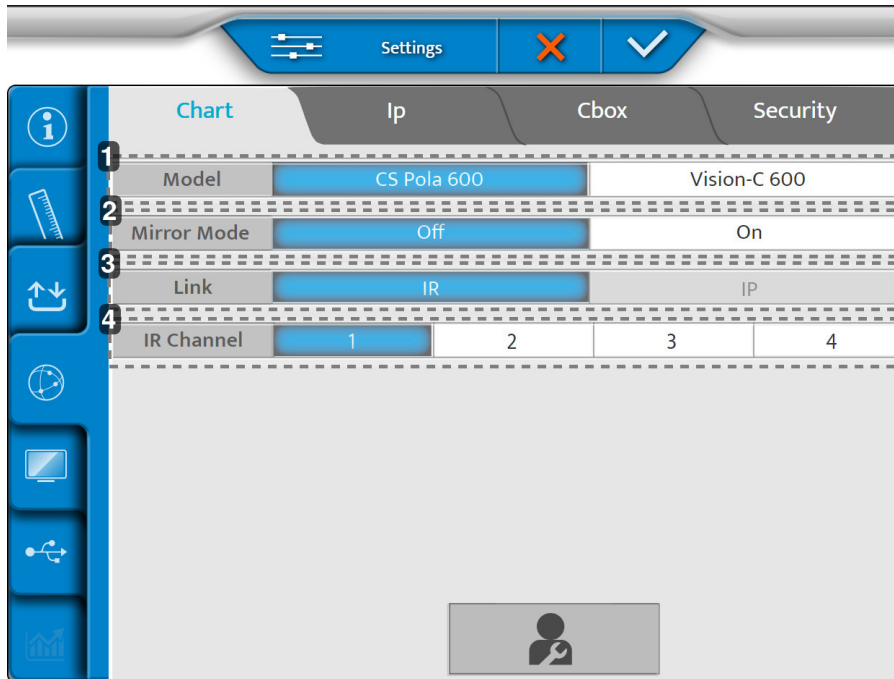 Settings
Chart Ip Cbox Security
1
Model CS Pola 600 Vision-C 600
2
Mirror Mode Off On
3
Link IR IP
4
IR Channel 1 2 3 4